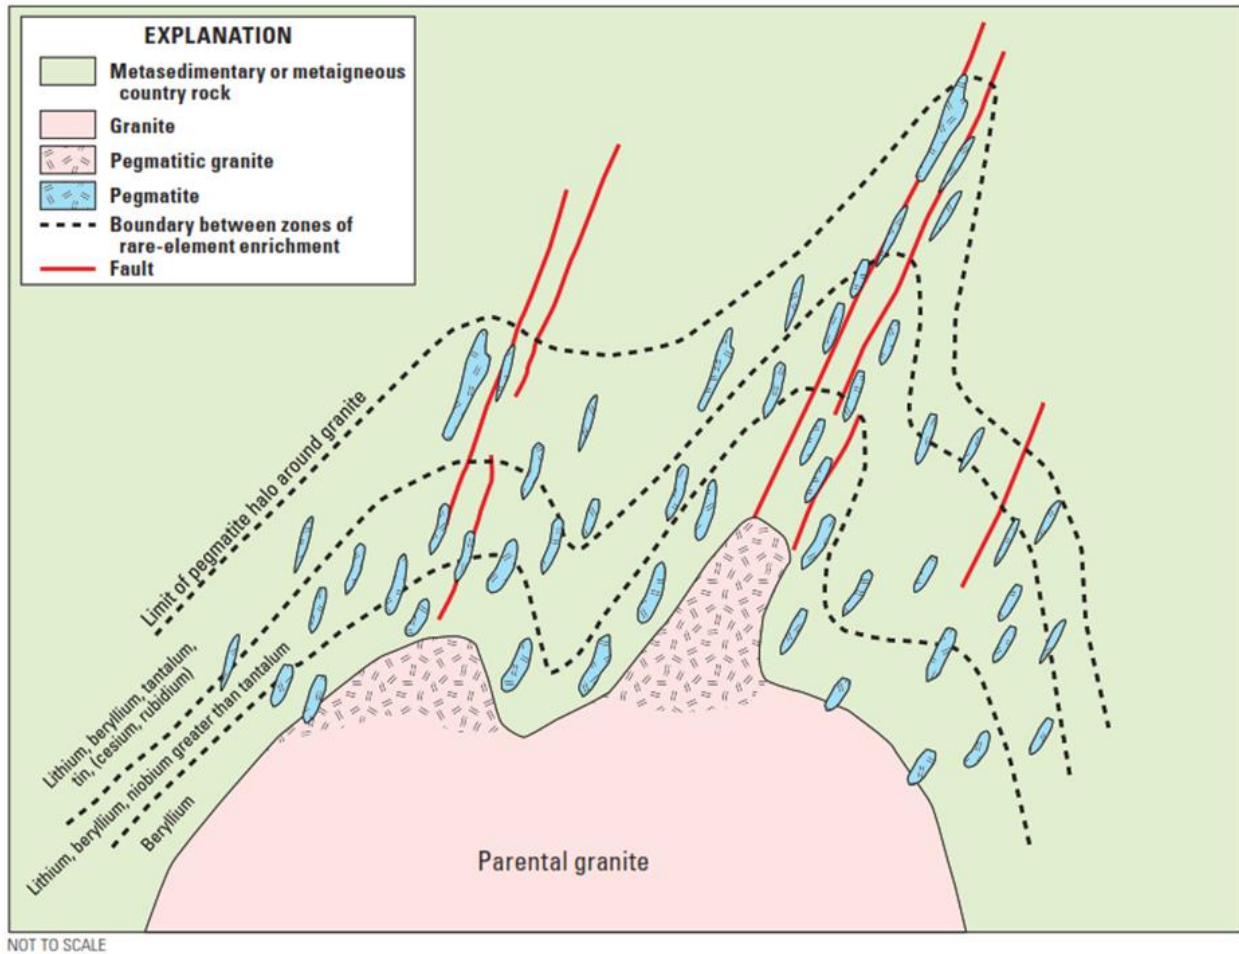 EXPLANATION
Metasedimentary or metaigneous
country rock
Granite
Pegmatitic granite
Pegmatite
Boundary between zones of
rare-element enrichment
Fault
Limit of pegmatite halo around granite
Lithium, beryllium, tantalum,
tin, (cesium, rubidium)
Lithium, beryllium, niobium greater than tantalum
Beryllium
Parental granite
NOT TO SCALE